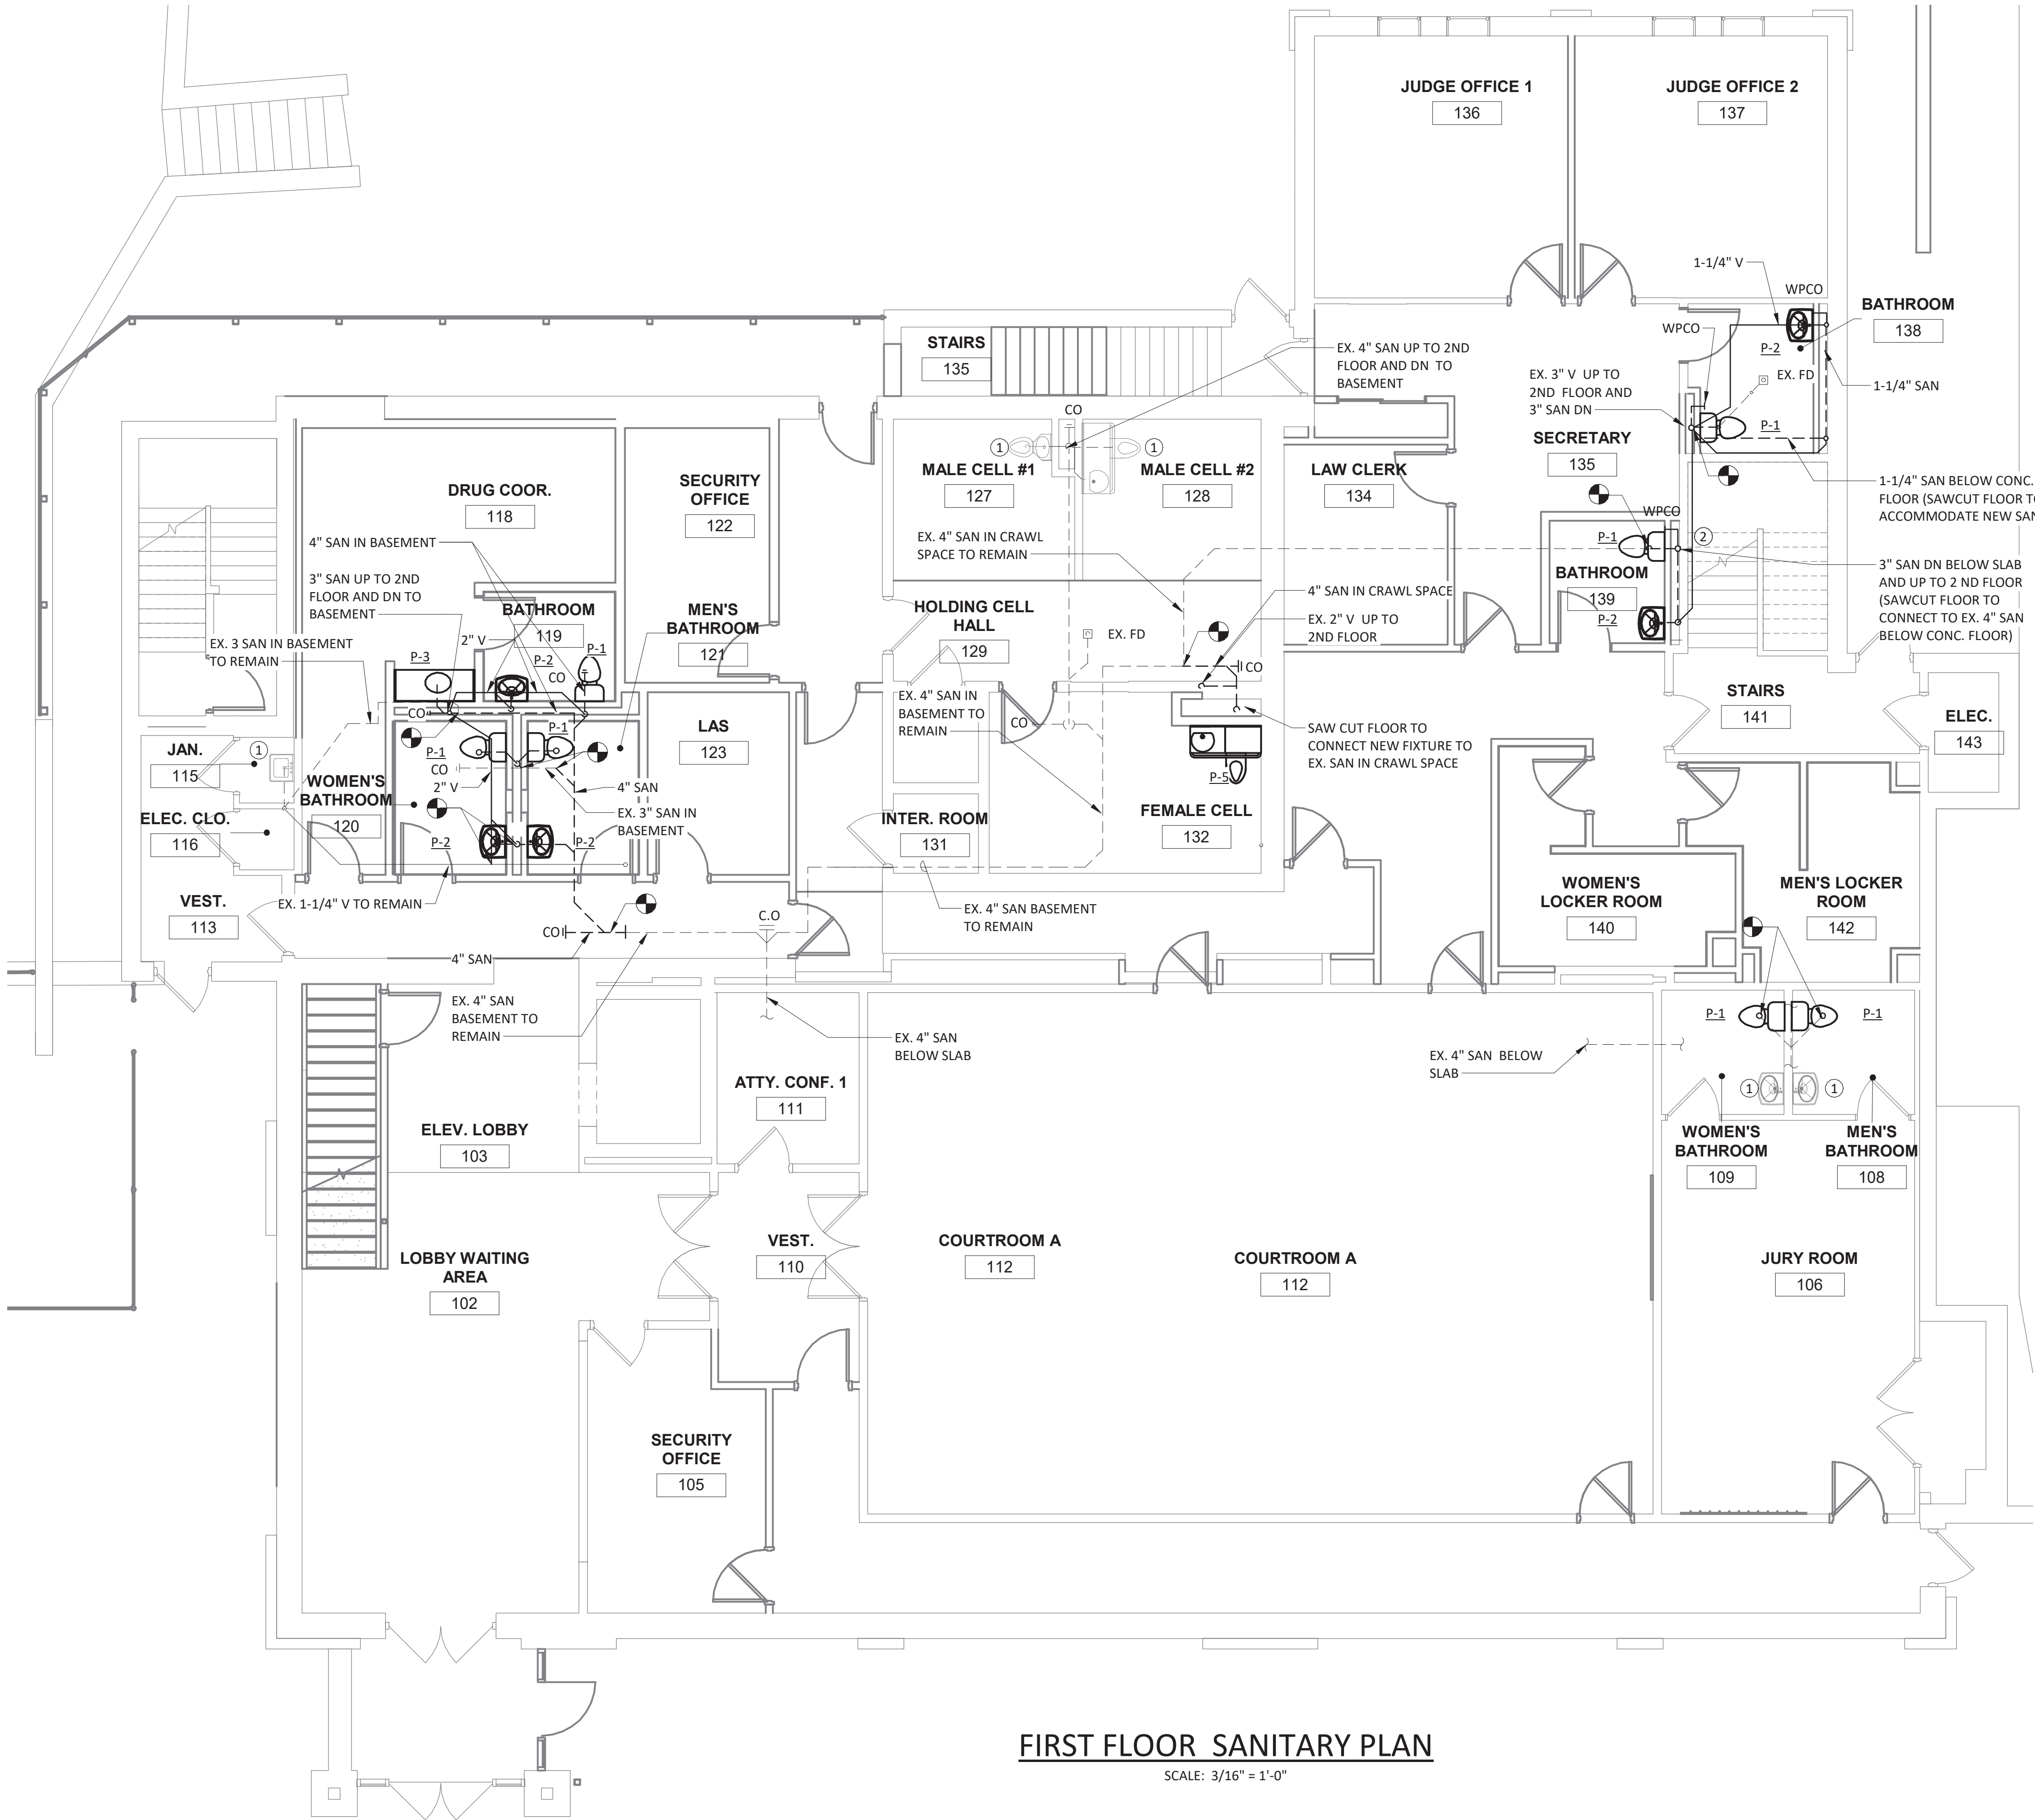 JUDGE OFFICE 1
136
JUDGE OFFICE 2
137
1-1/4" V
WPCO
BATHROOM
138
WPCO
P-2
EX. FD
1-1/4" SAN
P-1
EX. 3" V UP TO
2ND FLOOR AND
3" SAN DN
SECRETARY
135
1-1/4" SAN BELOW CONC.
FLOOR (SAWCUT FLOOR TO
ACCOMMODATE NEW SAN
STAIRS
135
EX. 4" SAN UP TO 2ND
FLOOR AND DN TO
BASEMENT
CO
1
1
MALE CELL #1
127
MALE CELL #2
128
LAW CLERK
134
EX. 4" SAN IN CRAWL
SPACE TO REMAIN
WPCO
P-1
2
BATHROOM
139
P-2
3" SAN DN BELOW SLAB
AND UP TO 2 ND FLOOR
(SAWCUT FLOOR TO
CONNECT TO EX. 4" SAN
BELOW CONC. FLOOR)
DRUG COOR.
118
SECURITY
OFFICE
122
4" SAN IN BASEMENT
3" SAN UP TO 2ND
FLOOR AND DN TO
BASEMENT
BATHROOM
119
MEN'S
BATHROOM
121
EX. 3 SAN IN BASEMENT
TO REMAIN
2" V
P-3
P-2
P-1
CO
CO
HOLDING CELL
HALL
129
EX. FD
4" SAN IN CRAWL SPACE
EX. 2" V UP TO
2ND FLOOR
CO
EX. 4" SAN IN
BASEMENT TO
REMAIN
CO
SAW CUT FLOOR TO
CONNECT NEW FIXTURE TO
EX. SAN IN CRAWL SPACE
STAIRS
141
ELEC.
143
JAN.
115
1
P-1
P-1
CO
2" V
LAS
123
4" SAN
EX. 3" SAN IN
BASEMENT
WOMEN'S
BATHROOM
120
P-2
P-2
ELEC. CLO.
116
P-5
FEMALE CELL
132
INTER. ROOM
131
VEST.
113
EX. 1-1/4" V TO REMAIN
CO
4" SAN
C.O
EX. 4" SAN BASEMENT
TO REMAIN
WOMEN'S
LOCKER ROOM
140
MEN'S LOCKER
ROOM
142
EX. 4" SAN
BASEMENT TO
REMAIN
EX. 4" SAN
BELOW SLAB
EX. 4" SAN BELOW
SLAB
P-1
P-1
1
1
ATTY. CONF. 1
111
ELEV. LOBBY
103
WOMEN'S
BATHROOM
109
MEN'S
BATHROOM
108
LOBBY WAITING
AREA
102
VEST.
110
COURTROOM A
112
COURTROOM A
112
JURY ROOM
106
SECURITY
OFFICE
105
FIRST FLOOR SANITARY PLAN
SCALE: 3/16" = 1'-0"